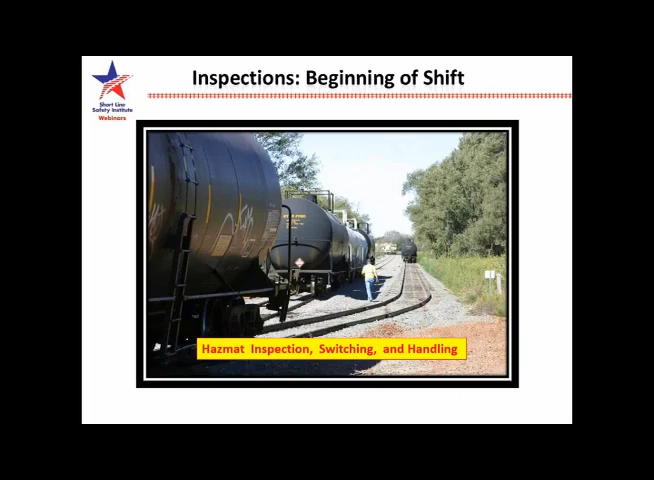 Inspections: Beginning of Shift
Short Line
Safety Institute
Webinars
Hazmat Inspection, Switching, and Handling